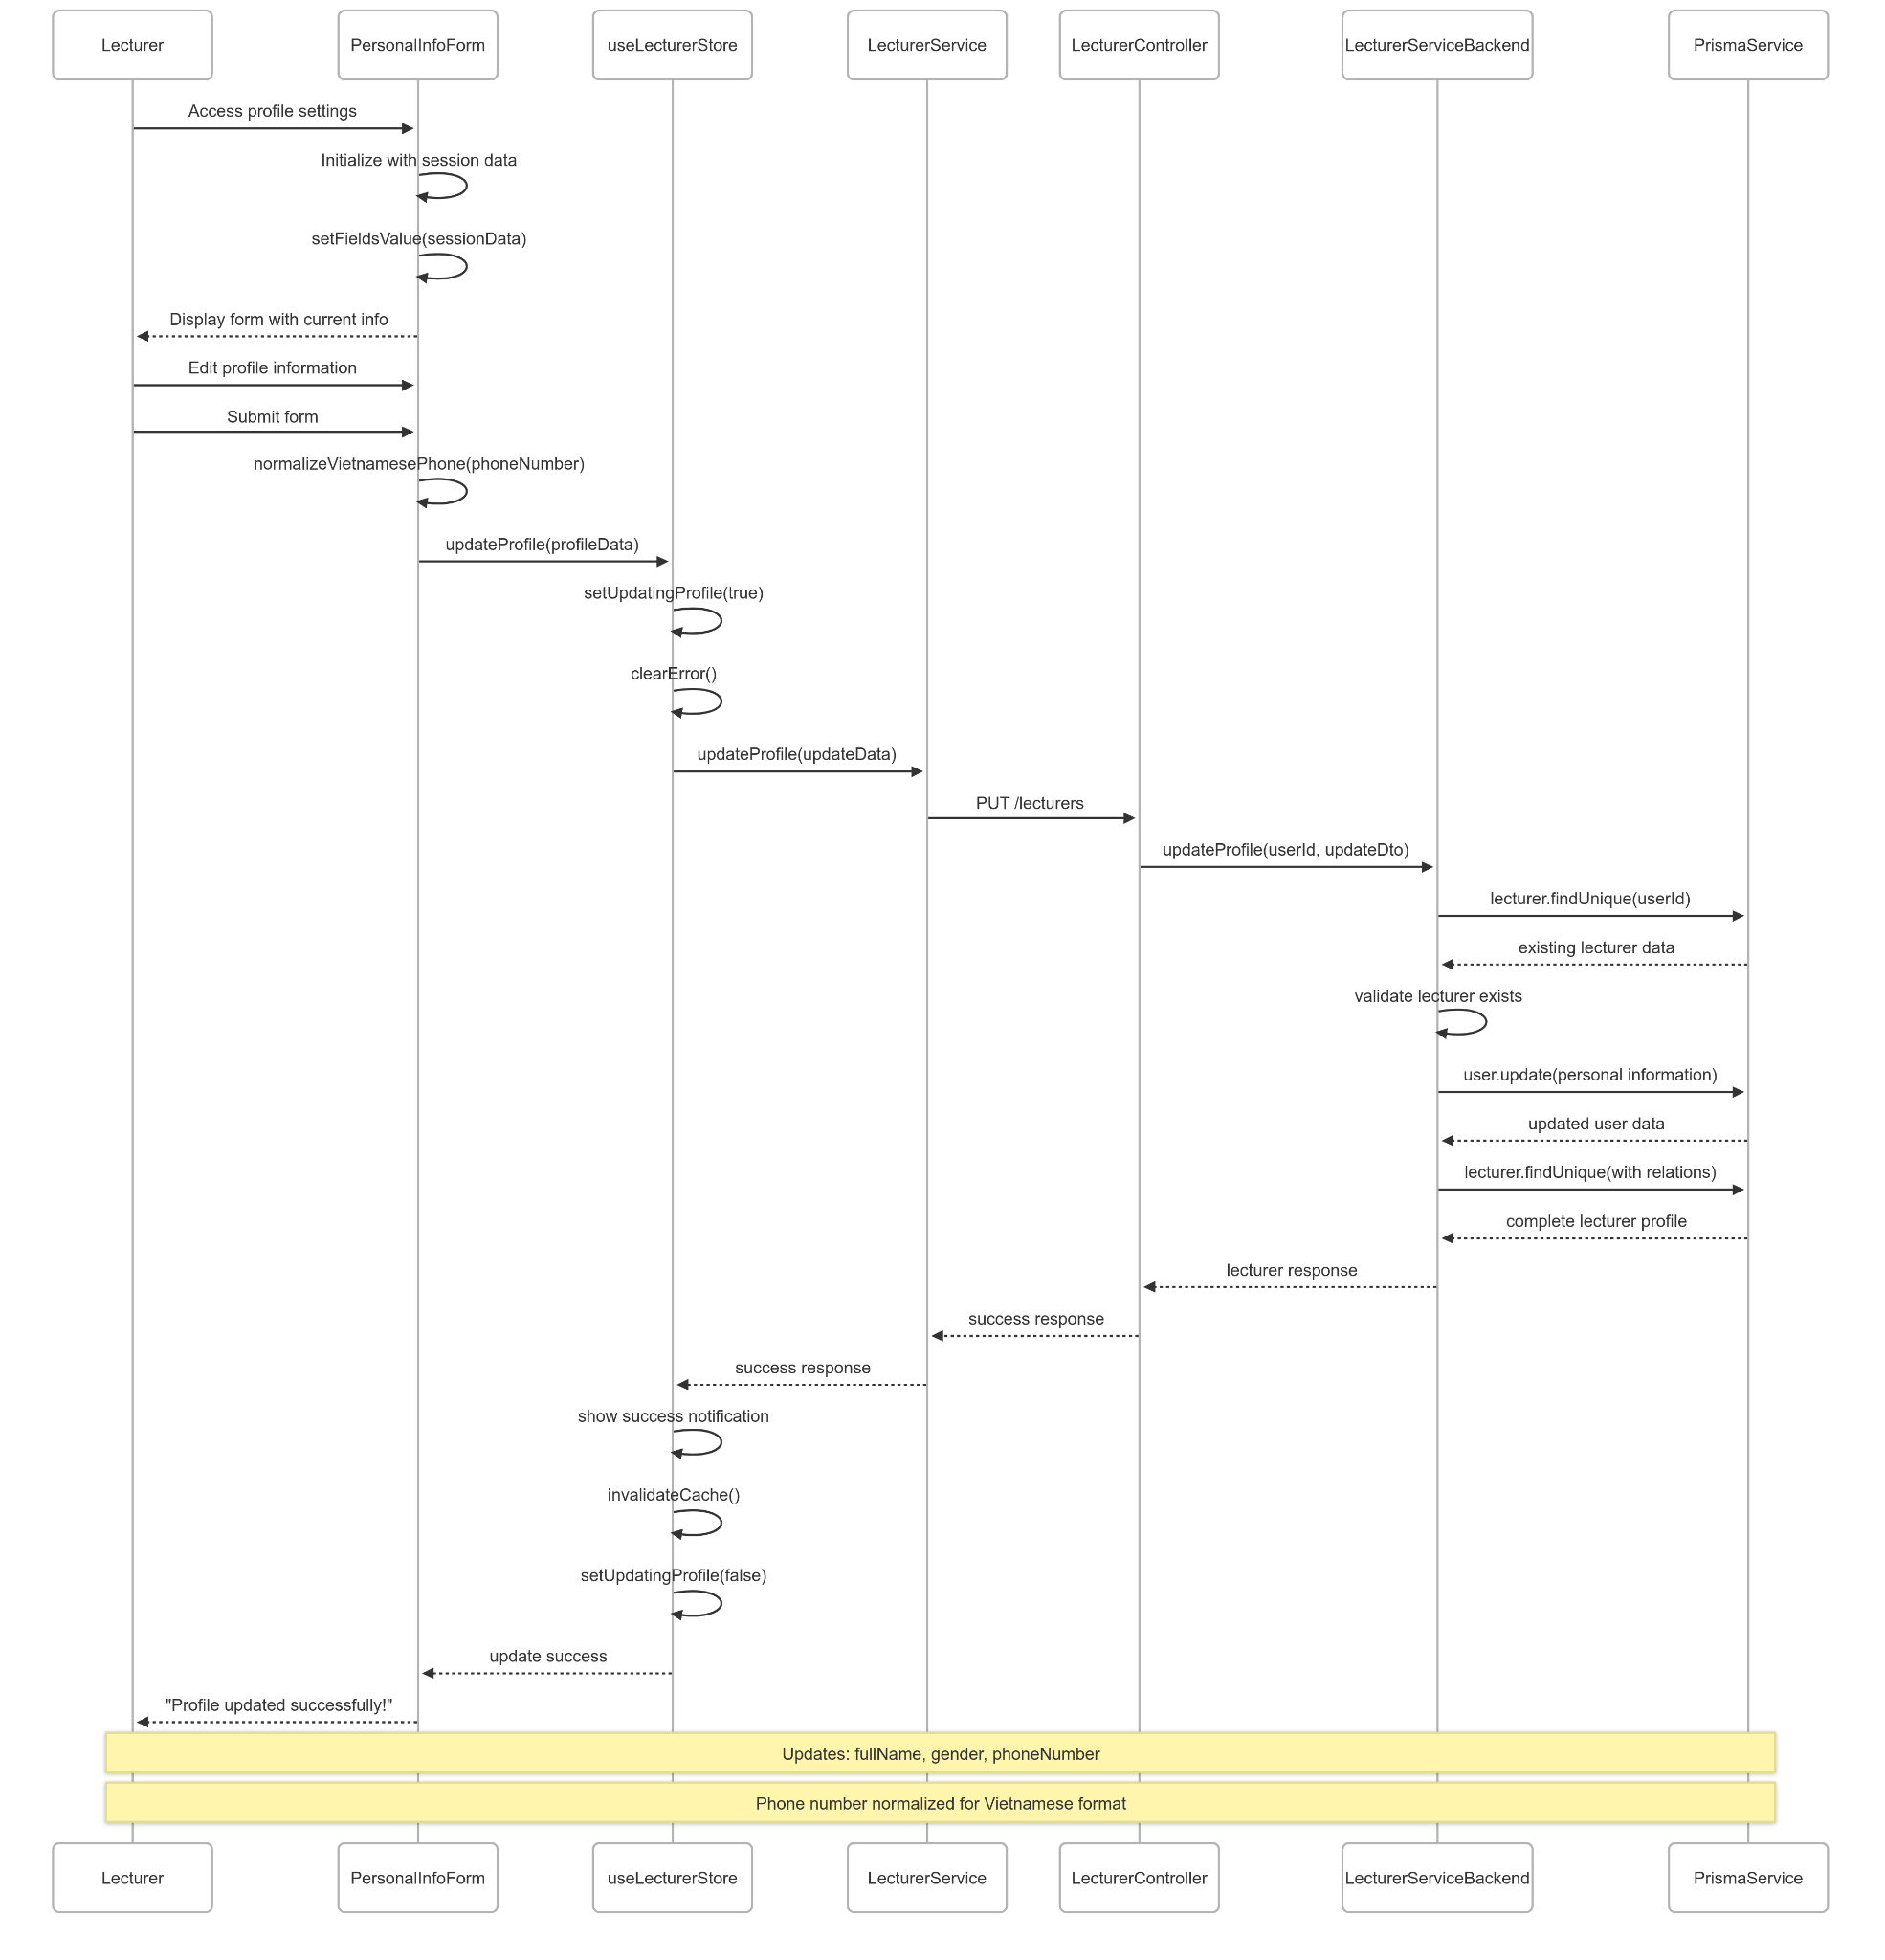 Lecturer
PersonalInfoForm
useLecturerStore
LecturerService
LecturerController
LecturerServiceBackend
PrismaService
Access profile settings
Initialize with session data
setFieldsValue(sessionData)
Display form with current info
Edit profile information
Submit form
normalizeVietnamesePhone(phoneNumber)
updateProfile(profileData)
setUpdatingProfile(true)
clearError()
updateProfile(updateData)
PUT /lecturers
updateProfile(userId, updateDto)
lecturer.findUnique(userId)
existing lecturer data
validate lecturer exists
user.update(personal information)
updated user data
lecturer.findUnique(with relations)
complete lecturer profile
lecturer response
success response
success response
show success notification
invalidateCache()
setUpdatingProfile(false)
update success
"Profile updated successfully!"
Updates: fullName, gender, phoneNumber
Phone number normalized for Vietnamese format
Lecturer
PersonalInfoForm
useLecturerStore
LecturerService
LecturerController
LecturerServiceBackend
PrismaService